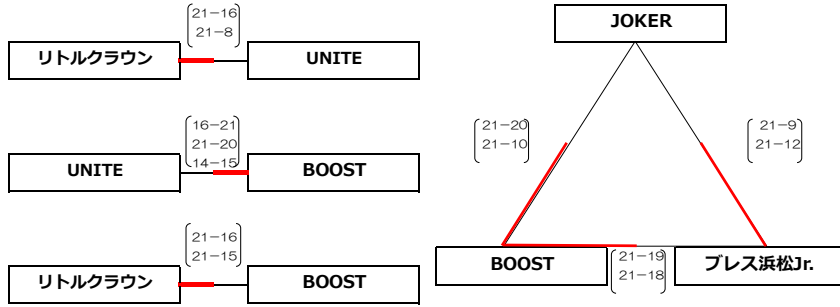 リトルクラウン
21-16
21-8
UNITE
UNITE
16-21
21-20
14-15
BOOST
リトルクラウン
21-16
21-15
BOOST
JOKER
21-20
21-10
21-9
21-12
BOOST
21-19
21-18
ブレス浜松Jr.